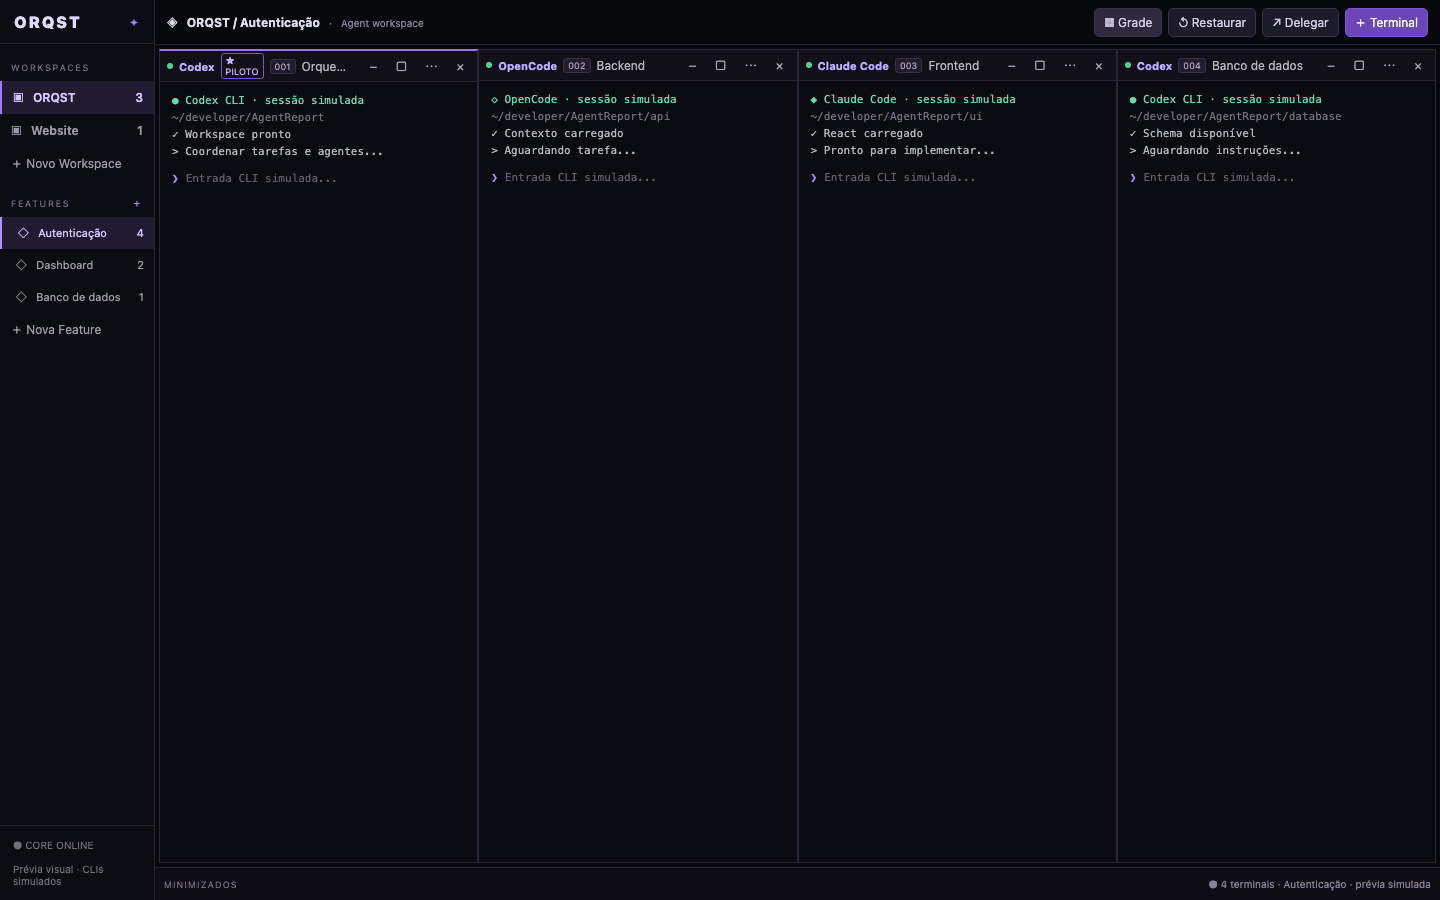 ORQST ✦
WORKSPACES
▣ ORQST 3
▣ Website 1
+ Novo Workspace
FEATURES +
◇ Autenticação 4
◇ Dashboard 2
◇ Banco de dados 1
+ Nova Feature
● CORE ONLINE
Prévia visual · CLIs
simulados
◈ ORQST / Autenticação · Agent workspace
▦ Grade
↺ Restaurar
↗ Delegar
+ Terminal
Codex ★ PILOTO 001 Orque... − □ ··· ×
● Codex CLI · sessão simulada
~/developer/AgentReport
✓ Workspace pronto
> Coordenar tarefas e agentes...
❯ Entrada CLI simulada...
OpenCode 002 Backend − □ ··· ×
◇ OpenCode · sessão simulada
~/developer/AgentReport/api
✓ Contexto carregado
> Aguardando tarefa...
❯ Entrada CLI simulada...
Claude Code 003 Frontend − □ ··· ×
◆ Claude Code · sessão simulada
~/developer/AgentReport/ui
✓ React carregado
> Pronto para implementar...
❯ Entrada CLI simulada...
Codex 004 Banco de dados − □ ··· ×
● Codex CLI · sessão simulada
~/developer/AgentReport/database
✓ Schema disponível
> Aguardando instruções...
❯ Entrada CLI simulada...
MINIMIZADOS
● 4 terminais · Autenticação · prévia simulada